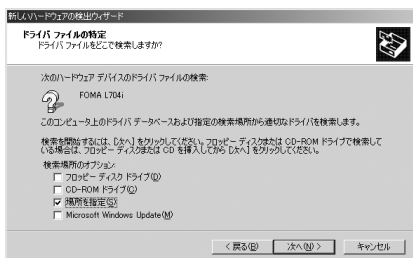 新しいハードウェアの検出ウィザード
ドライバ ファイルの特定
ドライバ ファイルをどこで検索しますか?
次のハードウェア デバイスのドライバ ファイルの検索:
FOMA L704i
このコンピュータ上のドライバ データベースおよび指定の検索場所から適切なドライバを検索します。
検索を開始するには、[次へ] をクリックしてください。フロッピー ディスクまたは CD-ROM ドライブで検索して
いる場合は、フロッピー ディスクまたは CD を挿入してから [次へ] をクリックしてください。
検索場所のオプション:
フロッピー ディスク ドライブ(D)
CD-ROM ドライブ(C)
場所を指定(S)
Microsoft Windows Update(M)
< 戻る(B)
次へ(N) >
キャンセル